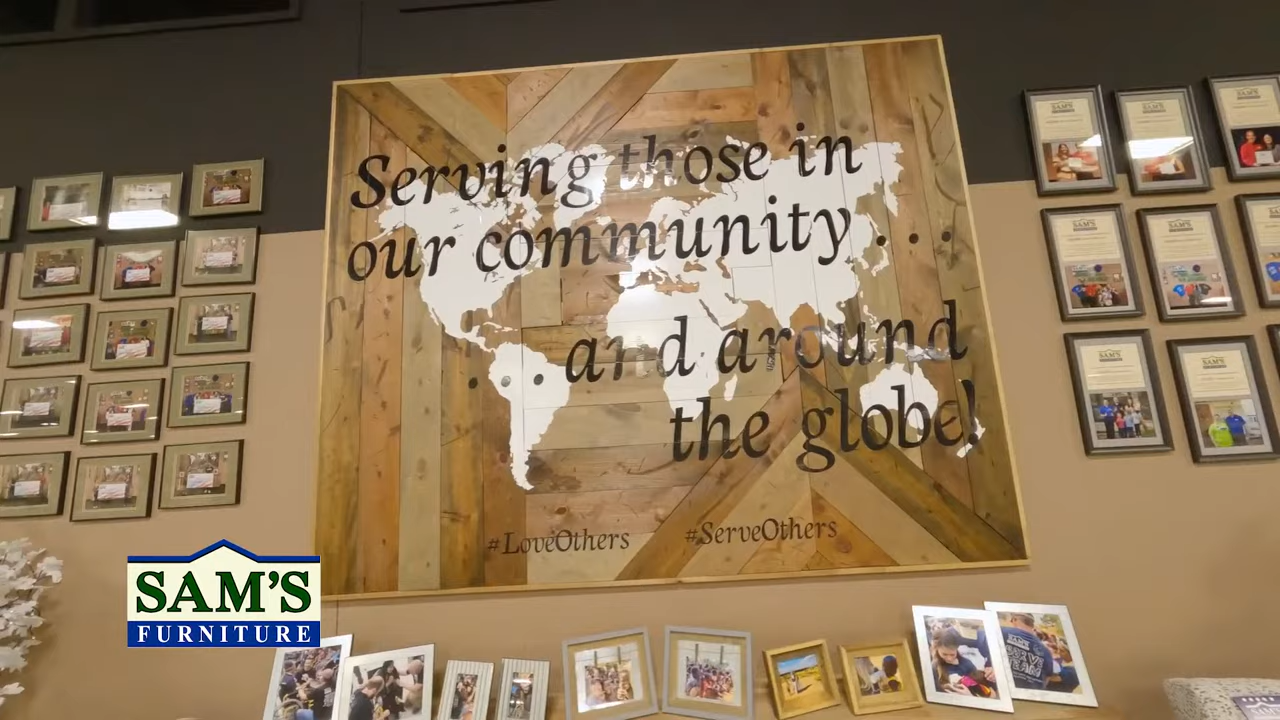 Serving those in
our community . . .
. . . and around
the globe!
#LoveOthers #ServeOthers
SAM'S
FURNITURE